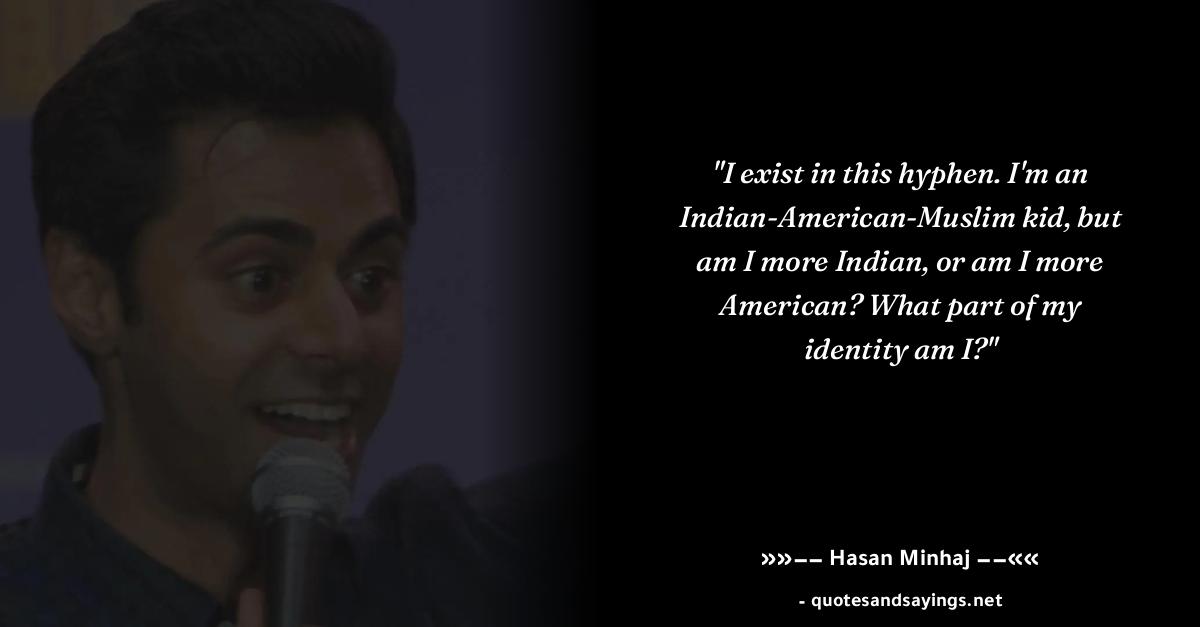 "I exist in this hyphen. I'm an
Indian-American-Muslim kid, but
am I more Indian, or am I more
American? What part of my
identity am I?"
»»−− Hasan Minhaj −−««
- quotesandsayings.net